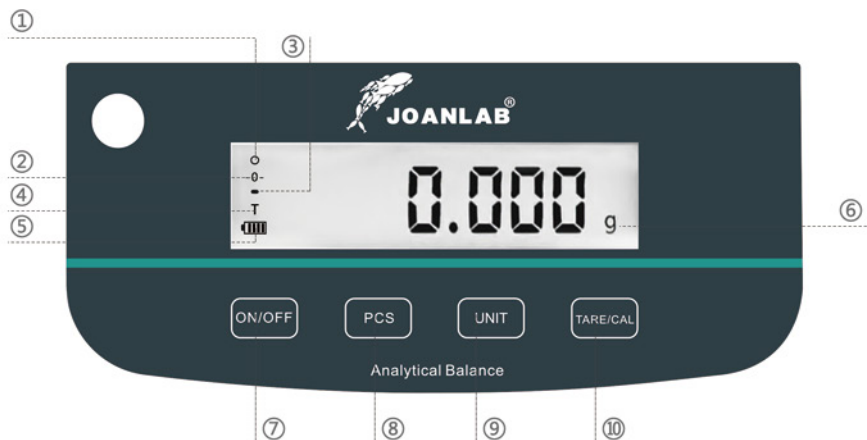 ①
③
JOANLAB®
②
-0-
④
T
⑤
0.000 g
⑥
ON/OFF
PCS
UNIT
TARE/CAL
Analytical Balance
⑦
⑧
⑨
⑩